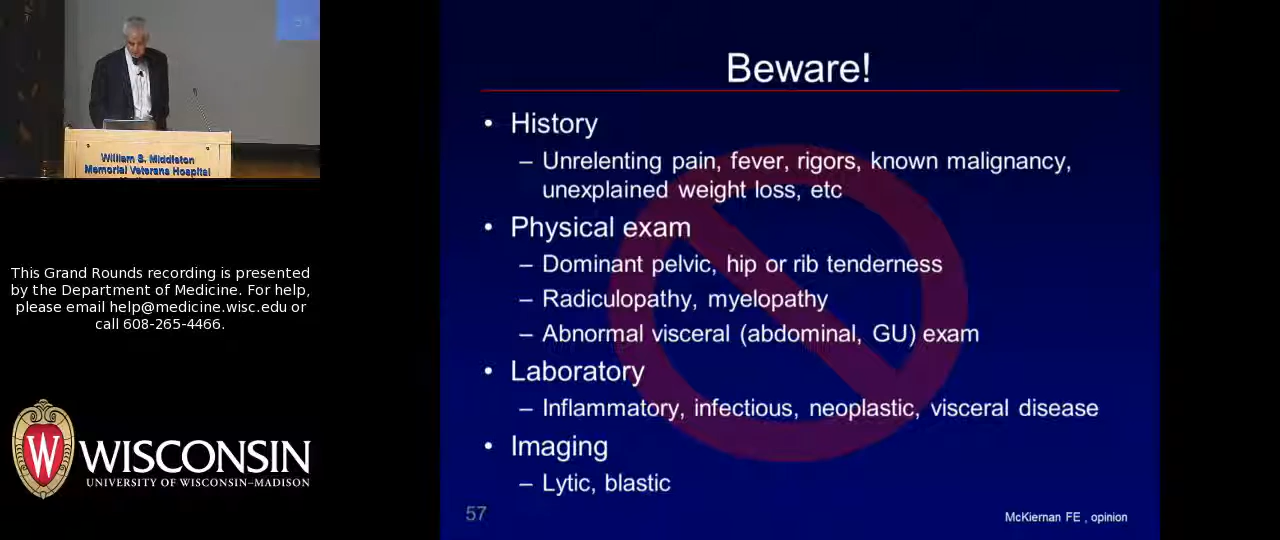 William S. Middleton
Memorial Veterans Hospital
This Grand Rounds recording is presented
by the Department of Medicine. For help,
please email help@medicine.wisc.edu or
call 608-265-4466.
W
WISCONSIN
UNIVERSITY OF WISCONSIN–MADISON
Beware!
• History
– Unrelenting pain, fever, rigors, known malignancy,
unexplained weight loss, etc
• Physical exam
– Dominant pelvic, hip or rib tenderness
– Radiculopathy, myelopathy
– Abnormal visceral (abdominal, GU) exam
• Laboratory
– Inflammatory, infectious, neoplastic, visceral disease
• Imaging
– Lytic, blastic
57
McKiernan FE , opinion